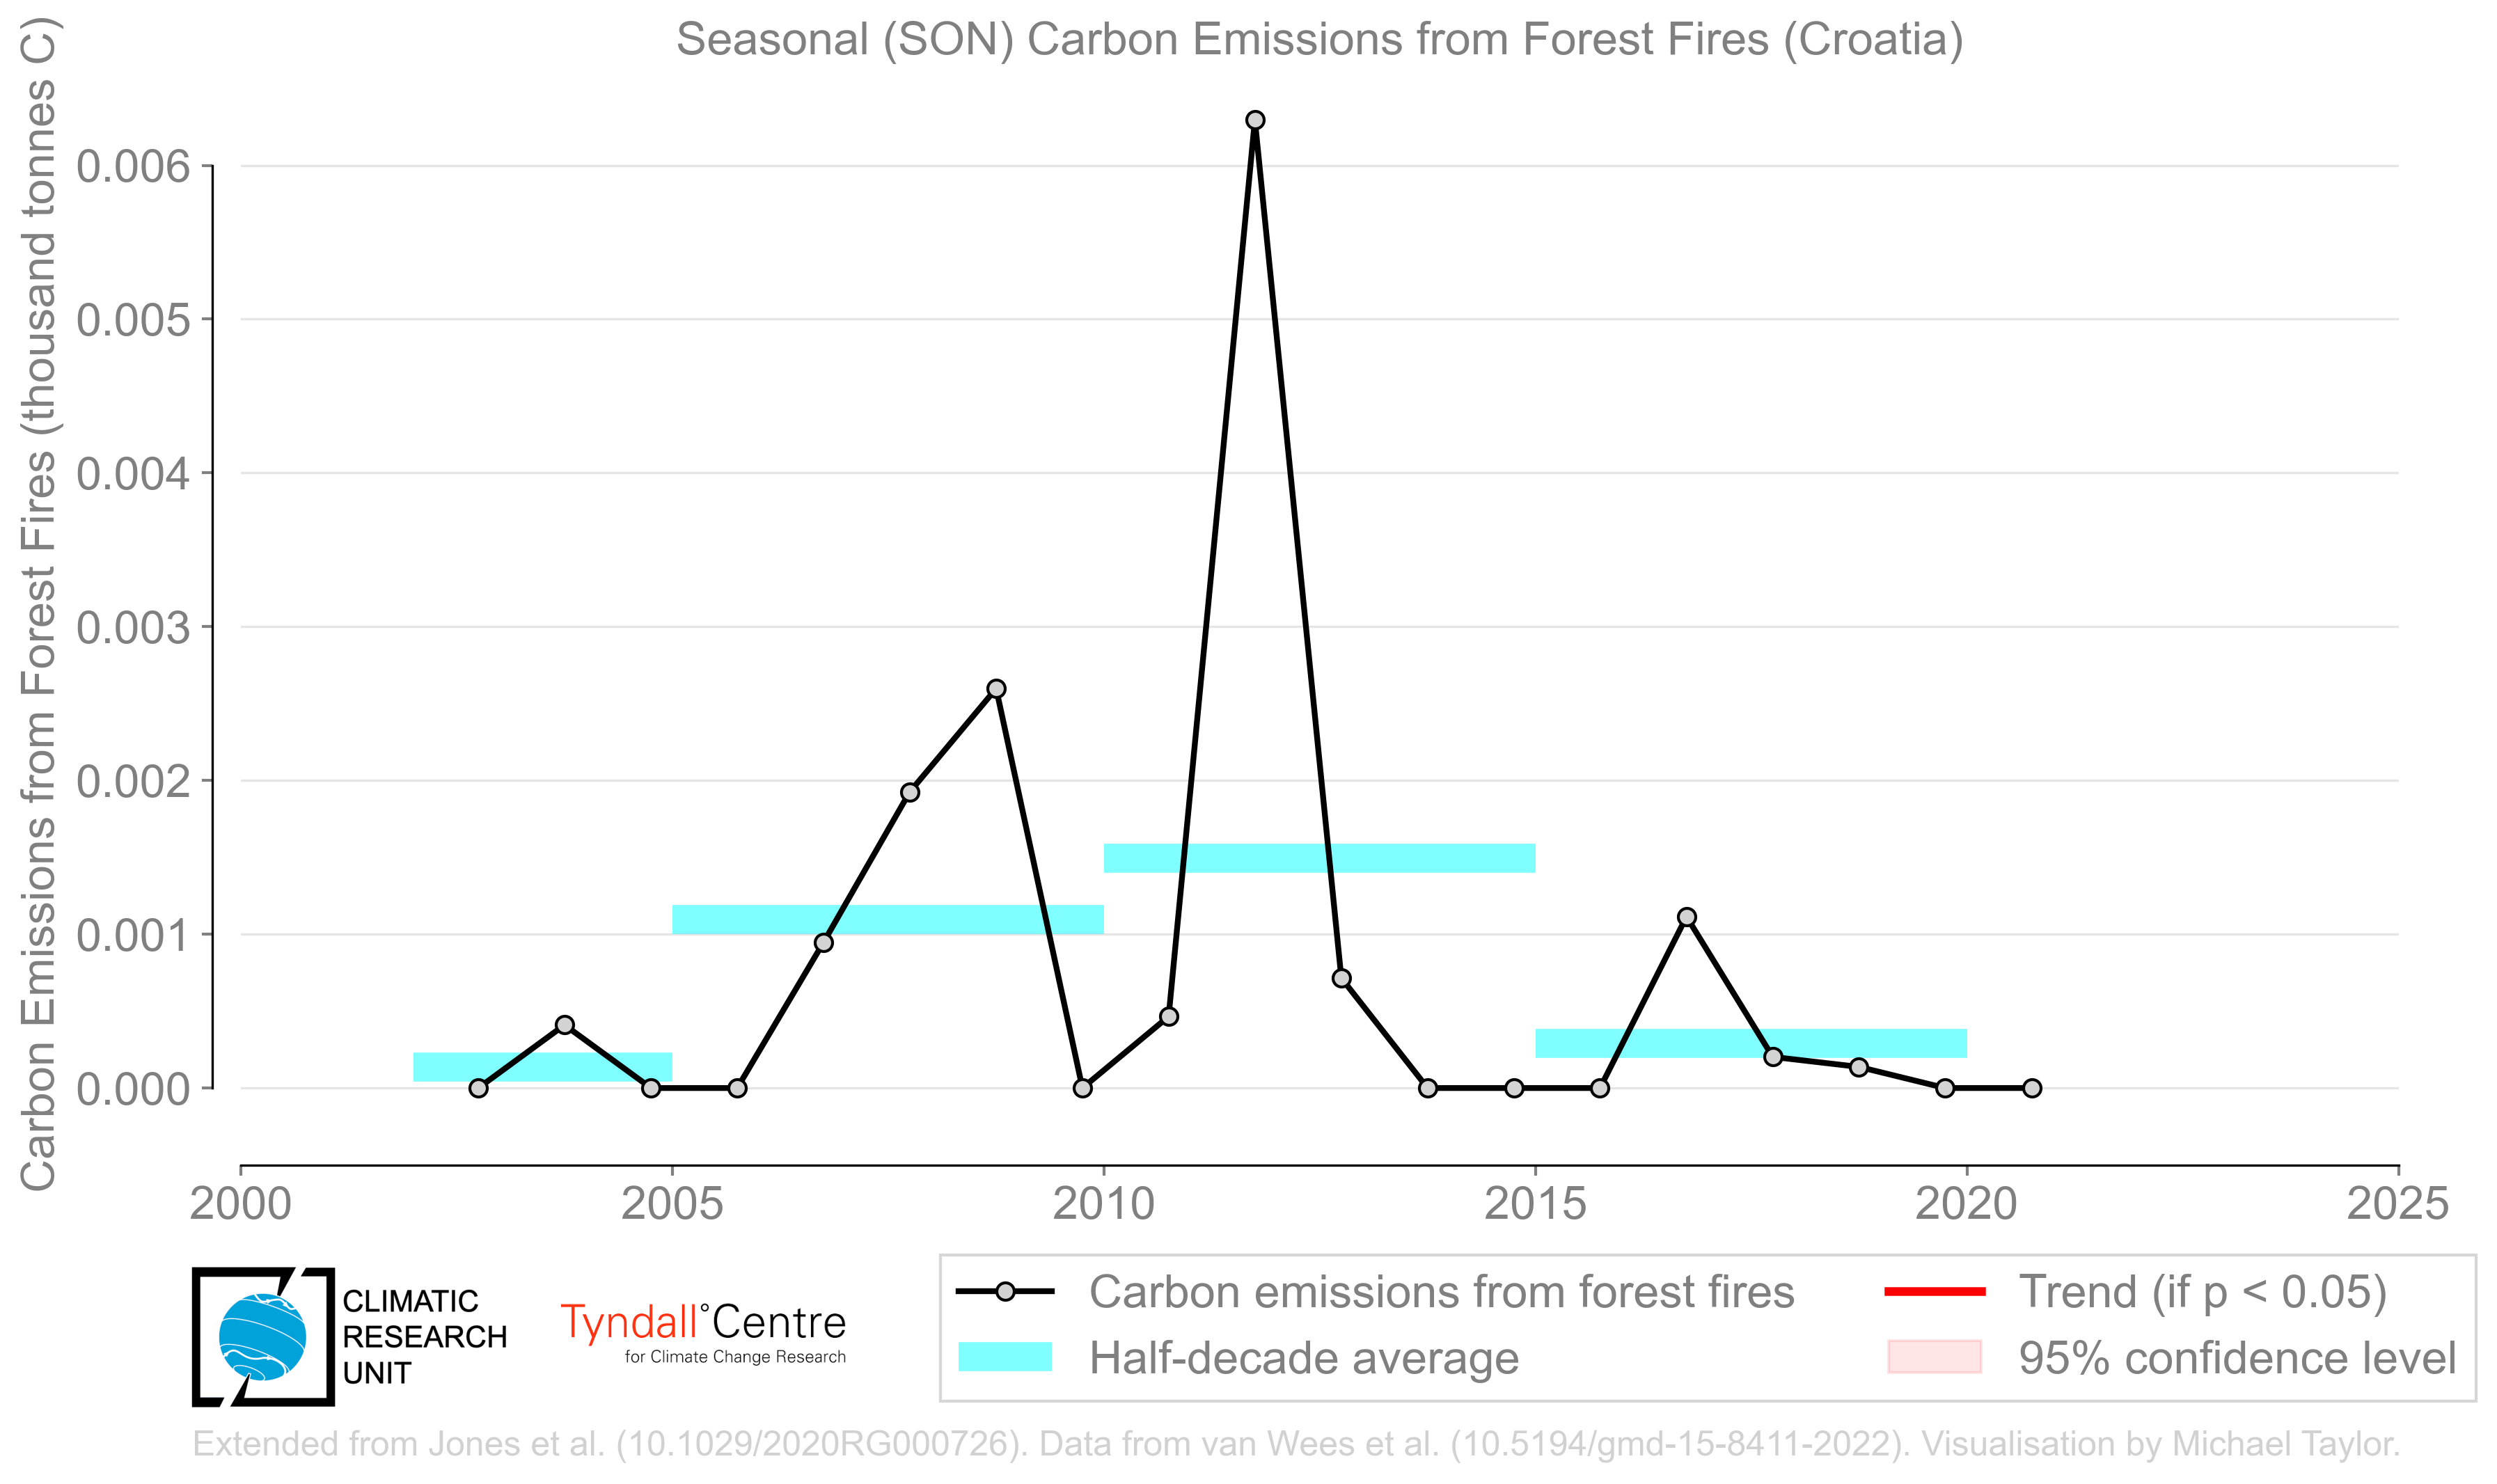 Seasonal (SON) Carbon Emissions from Forest Fires (Croatia)
Carbon Emissions from Forest Fires (thousand tonnes C)
0.006
0.005
0.004
0.003
0.002
0.001
0.000
2000 2005 2010 2015 2020 2025
CLIMATIC
RESEARCH
UNIT
Tyndall°Centre
for Climate Change Research
Carbon emissions from forest fires
Half-decade average
Trend (if p < 0.05)
95% confidence level
Extended from Jones et al. (10.1029/2020RG000726). Data from van Wees et al. (10.5194/gmd-15-8411-2022). Visualisation by Michael Taylor.